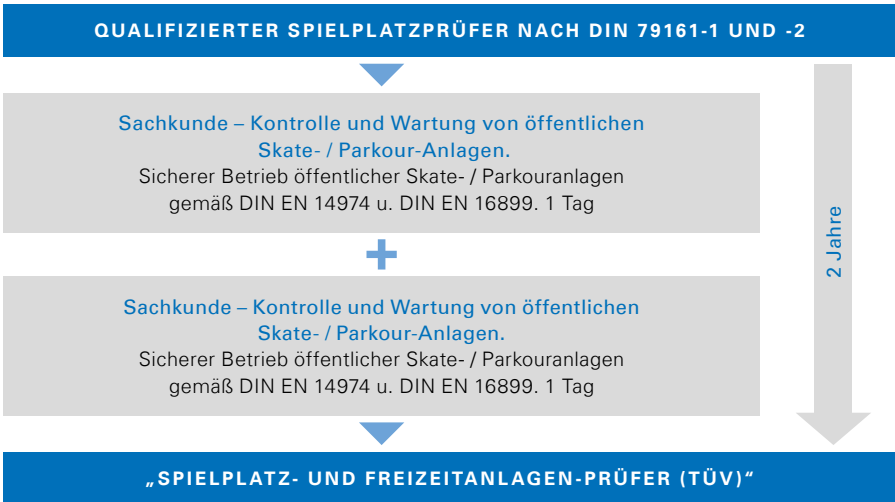 QUALIFIZIERTER SPIELPLATZPRÜFER NACH DIN 79161-1 UND -2
Sachkunde – Kontrolle und Wartung von öffentlichen
Skate- / Parkour-Anlagen.
Sicherer Betrieb öffentlicher Skate- / Parkouranlagen
gemäß DIN EN 14974 u. DIN EN 16899. 1 Tag
+
Sachkunde – Kontrolle und Wartung von öffentlichen
Skate- / Parkour-Anlagen.
Sicherer Betrieb öffentlicher Skate- / Parkouranlagen
gemäß DIN EN 14974 u. DIN EN 16899. 1 Tag
2 Jahre
„SPIELPLATZ- UND FREIZEITANLAGEN-PRÜFER (TÜV)“